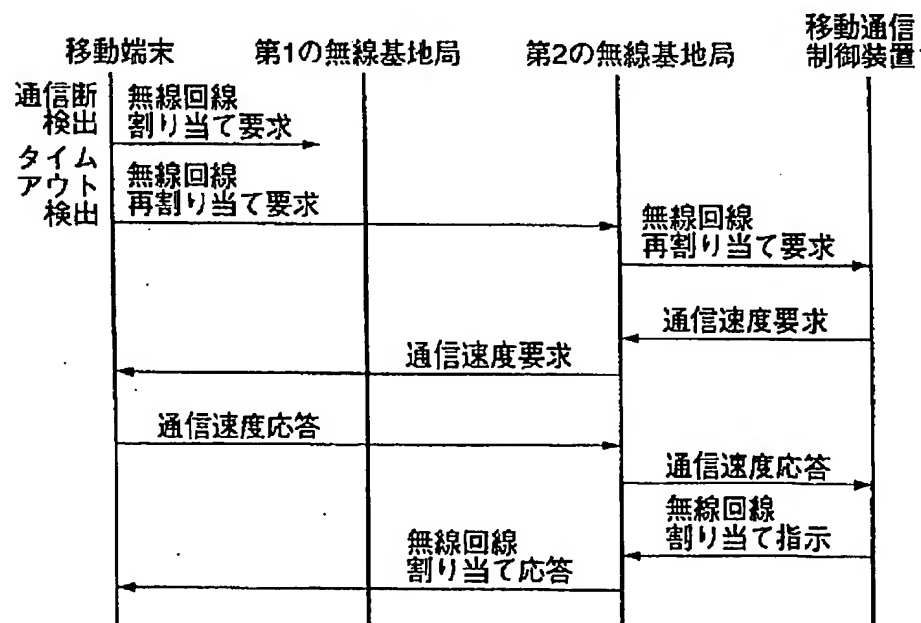 移動端末
第1の無線基地局
第2の無線基地局
移動通信
制御装置
通信断
検出
無線回線
割り当て要求
タイム
アウト
検出
無線回線
再割り当て要求
無線回線
再割り当て要求
通信速度要求
通信速度要求
通信速度応答
通信速度応答
無線回線
割り当て指示
無線回線
割り当て応答